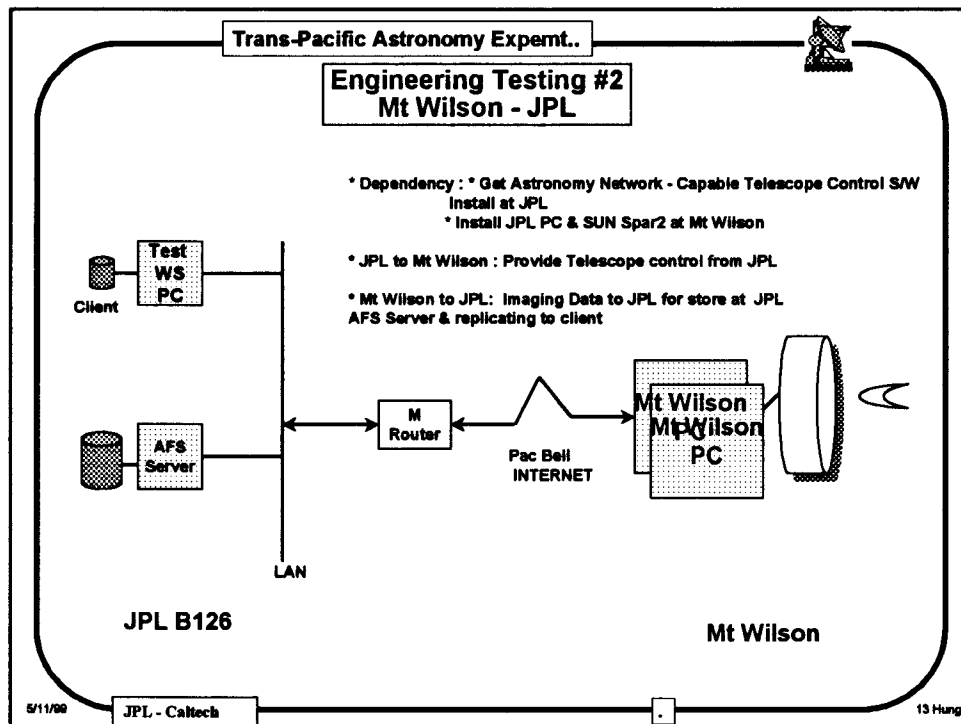 Trans-Pacific Astronomy Expemt..
Engineering Testing #2
Mt Wilson - JPL
* Dependency : * Get Astronomy Network - Capable Telescope Control S/W
Install at JPL
* Install JPL PC & SUN Spar2 at Mt Wilson
* JPL to Mt Wilson : Provide Telescope control from JPL
* Mt Wilson to JPL: Imaging Data to JPL for store at JPL
AFS Server & replicating to client
Test
WS
PC
Client
AFS
Server
LAN
M
Router
Pac Bell
INTERNET
Mt Wilson
PC
Mt Wilson
PC
JPL B126
Mt Wilson
5/11/99
JPL - Caltech
.
13 Hung